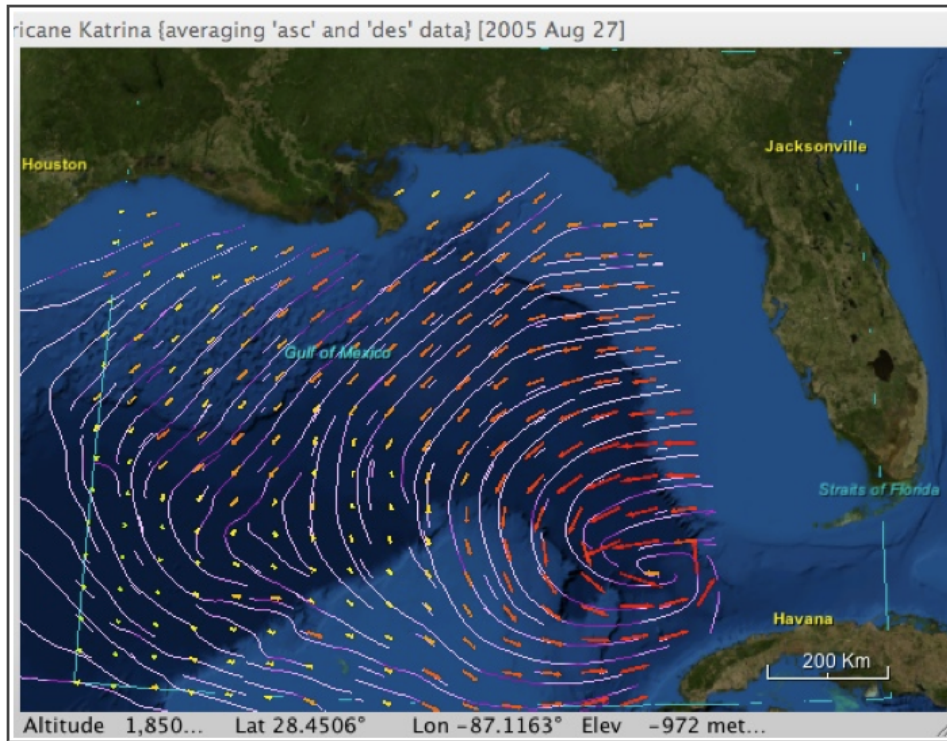 ricane Katrina {averaging 'asc' and 'des' data} [2005 Aug 27]
Jacksonville
Houston
Gulf of Mexico
Straits of Florida
Havana
200 Km
Altitude 1,850... Lat 28.4506° Lon -87.1163° Elev -972 met...